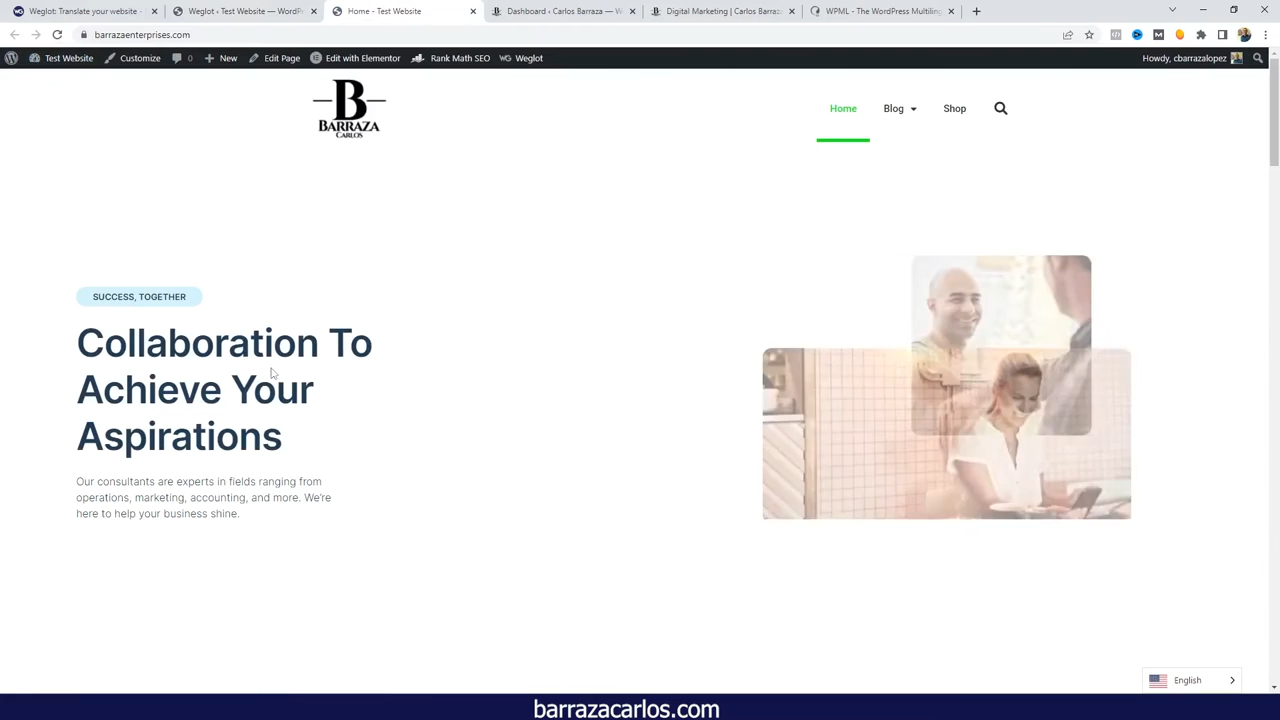 Weglot: Translate your website -
Weglot ‹ Test Website — WordP
Home - Test Website
Dashboard ‹ Carlos Barraza — W
Digital Marketing | Carlos Barraza
WPML - The WordPress Multiling
barrazaenterprises.com
Test Website
Customize
0
New
Edit Page
Edit with Elementor
Rank Math SEO
WG Weglot
Howdy, cbarrazalopez
B
BARRAZA
CARLOS
Home
Blog
Shop
SUCCESS, TOGETHER
Collaboration To
Achieve Your
Aspirations
Our consultants are experts in fields ranging from
operations, marketing, accounting, and more. We're
here to help your business shine.
English
barrazacarlos.com